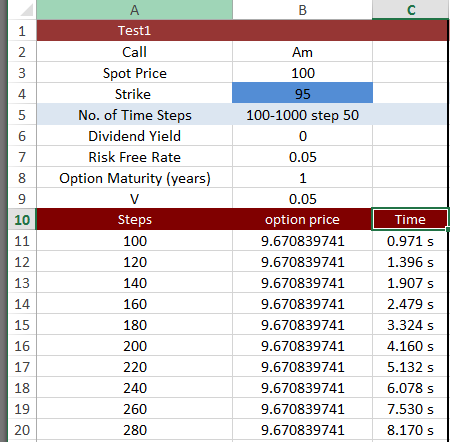 A B C
1 Test1
2 Call Am
3 Spot Price 100
4 Strike 95
5 No. of Time Steps 100-1000 step 50
6 Dividend Yield 0
7 Risk Free Rate 0.05
8 Option Maturity (years) 1
9 V 0.05
10 Steps option price Time
11 100 9.670839741 0.971 s
12 120 9.670839741 1.396 s
13 140 9.670839741 1.907 s
14 160 9.670839741 2.479 s
15 180 9.670839741 3.324 s
16 200 9.670839741 4.160 s
17 220 9.670839741 5.132 s
18 240 9.670839741 6.078 s
19 260 9.670839741 7.530 s
20 280 9.670839741 8.170 s